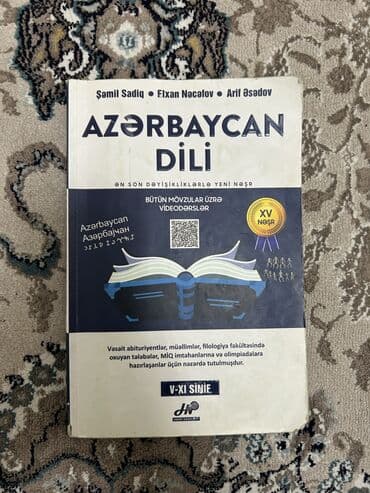 Şamil Sadiq • Elxan Nəcəfov • Arif Əsədov
AZƏRBAYCAN
DİLİ
ƏN SON DƏYİŞİKLİKLƏRLƏ YENİ NƏŞR
BÜTÜN MÖVZULAR ÜZRƏ
VİDEODƏRSLƏR
XV
NƏŞR
Azərbaycan
Азәрбајҹан
Vəsait abituriyentlər, müəllimlər, filologiya fakültəsində
oxuyan tələbələr, MİQ imtahanlarına və olimpiadalara
hazırlaşanlar üçün nəzərdə tutulmuşdur.
V-XI SİNİF